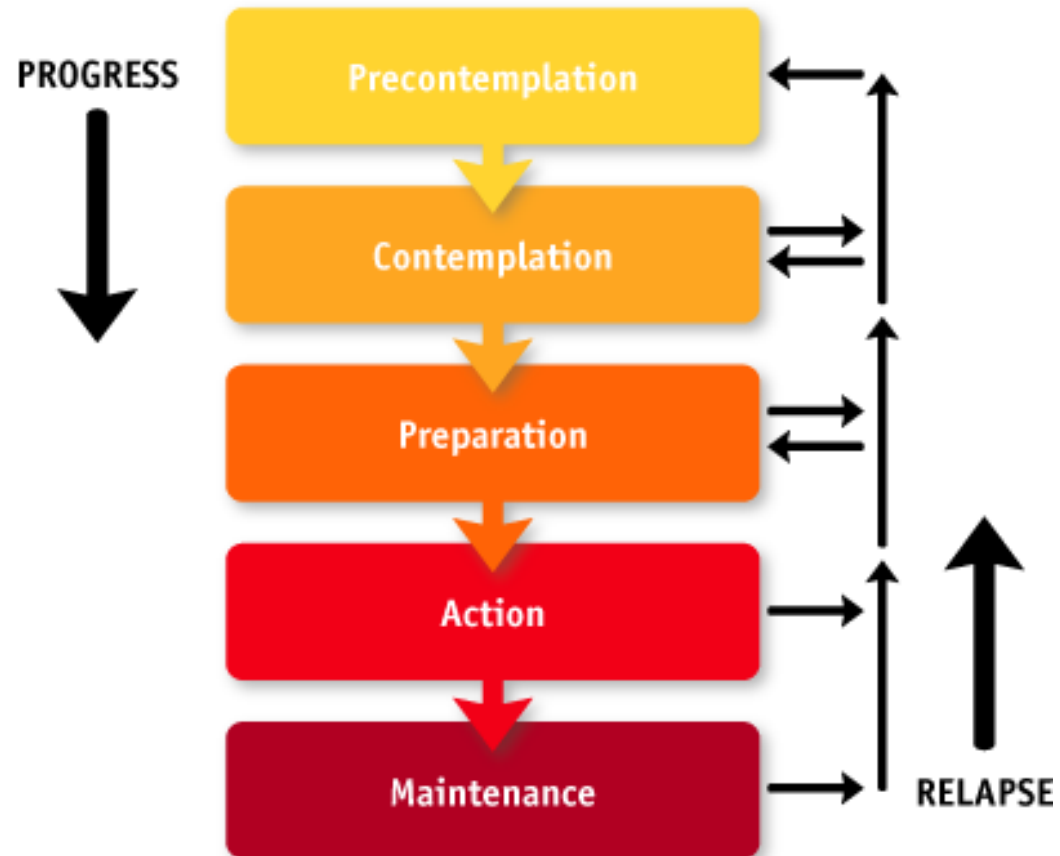 PROGRESS
Precontemplation
Contemplation
Preparation
Action
Maintenance
RELAPSE